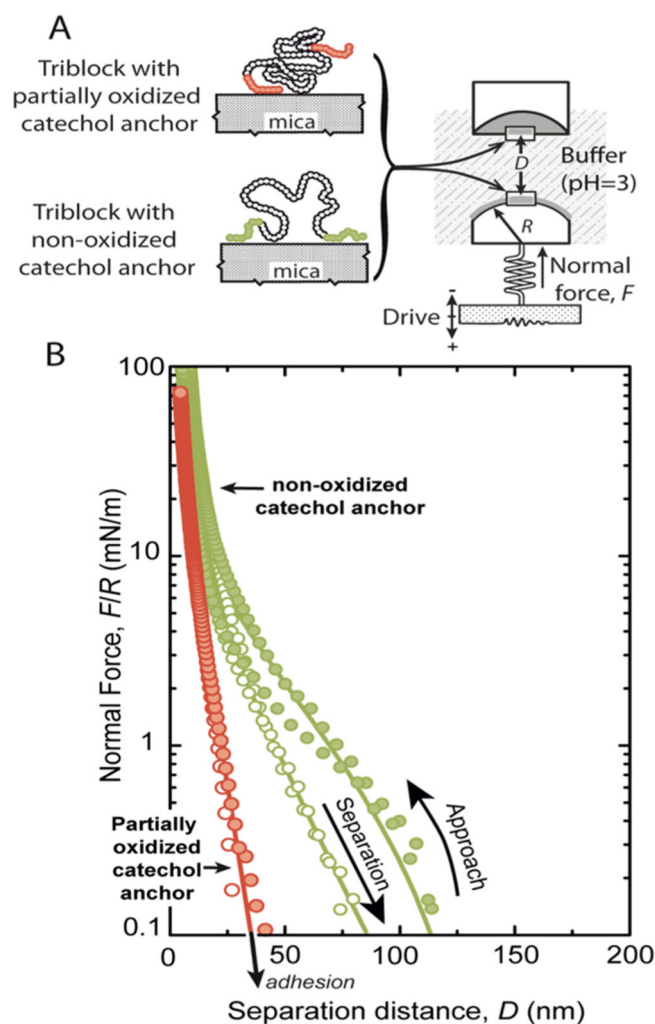 A
Triblock with
partially oxidized
catechol anchor
mica
Triblock with
non-oxidized
catechol anchor
mica
D
Buffer
(pH=3)
R
Normal
force, F
Drive
-
+
B
Normal Force, F/R (mN/m)
100
10
1
0.1
non-oxidized
catechol anchor
Partially
oxidized
catechol
anchor
Separation
Approach
adhesion
0
50
100
150
200
Separation distance, D (nm)